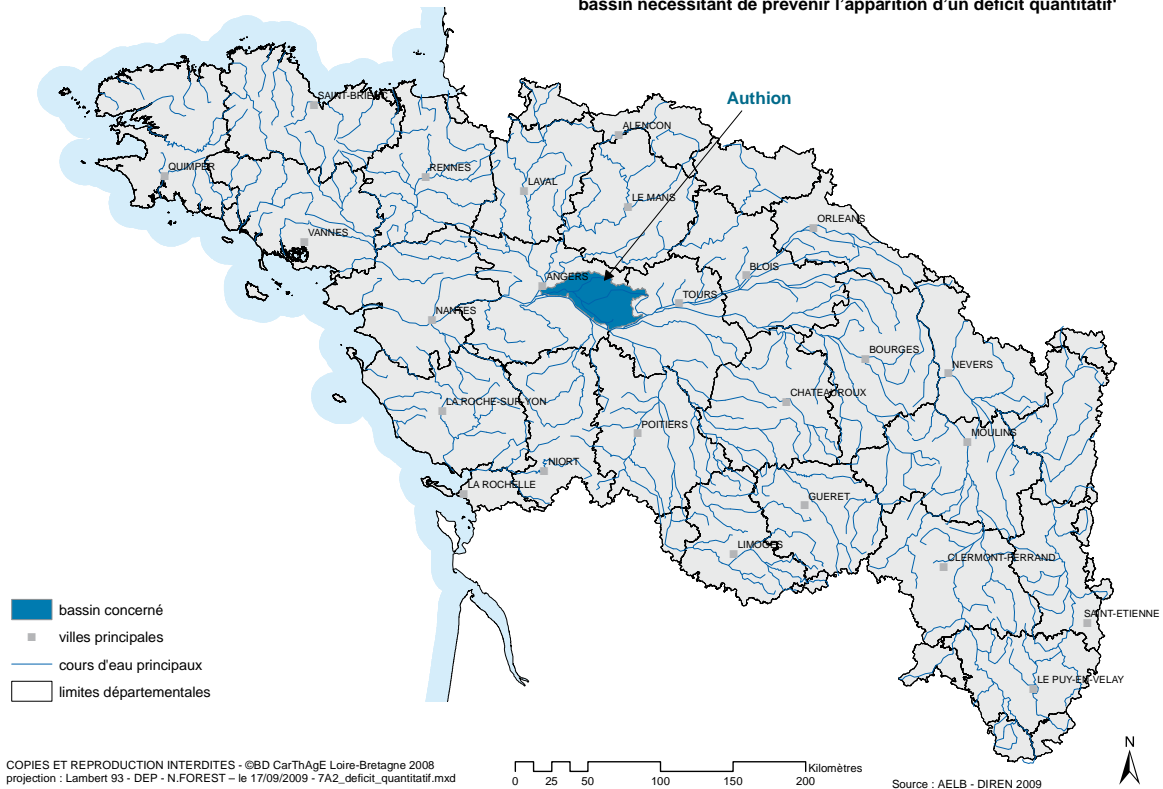 bassin nécessitant de prévenir l'apparition d'un déficit quantitatif"
Authion
SAINT-BRIEUC
ALENCON
QUIMPER
RENNES
LAVAL
LE MANS
ORLEANS
VANNES
ANGERS
BLOIS
TOURS
NANTES
BOURGES
NEVERS
LA ROCHE-SUR-YON
CHATEAUROUX
POITIERS
MOULINS
NIORT
LA ROCHELLE
GUERET
LIMOGES
CLERMONT-FERRAND
SAINT-ETIENNE
LE PUY-EN-VELAY
bassin concerné
villes principales
cours d'eau principaux
limites départementales
COPIES ET REPRODUCTION INTERDITES - ©BD CarThAgE Loire-Bretagne 2008
projection : Lambert 93 - DEP - N.FOREST – le 17/09/2009 - 7A2_deficit_quantitatif.mxd
Kilomètres
0 25 50 100 150 200
Source : AELB - DIREN 2009
N